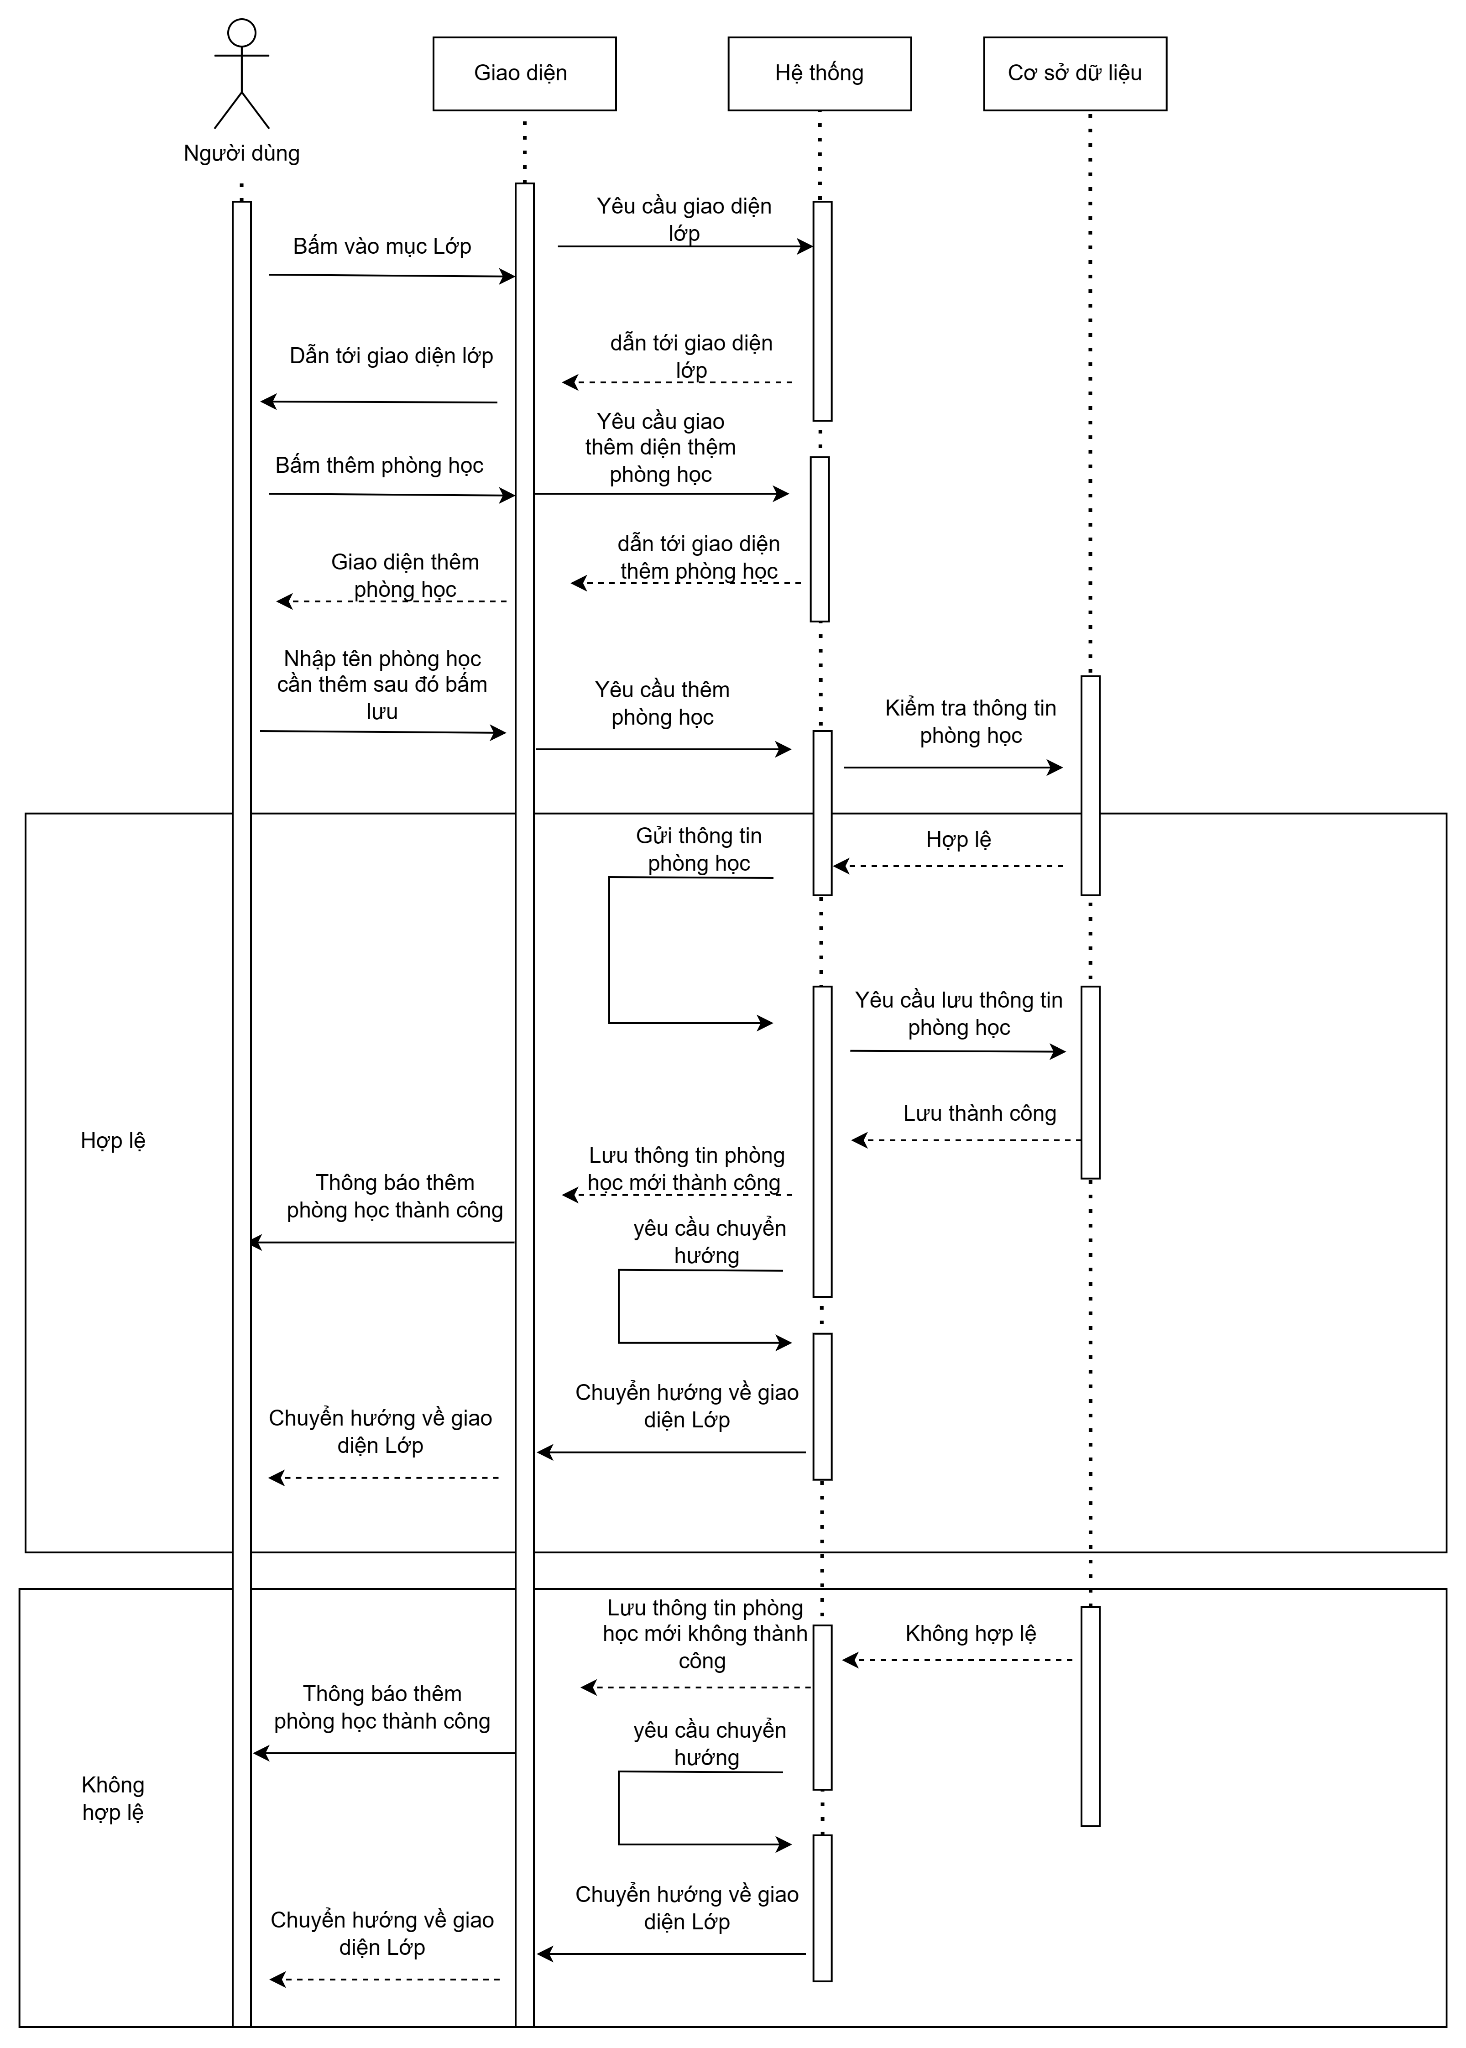 Giao diện
Hệ thống
Cơ sở dữ liệu
Người dùng
Yêu cầu giao diện
lớp
Bấm vào mục Lớp
dẫn tới giao diện
lớp
Dẫn tới giao diện lớp
Yêu cầu giao
thêm diện thệm
phòng học
Bấm thêm phòng học
dẫn tới giao diện
thêm phòng học
Giao diện thêm
phòng học
Nhập tên phòng học
cần thêm sau đó bấm
lưu
Yêu cầu thêm
phòng học
Kiểm tra thông tin
phòng học
Gửi thông tin
phòng học
Hợp lệ
Yêu cầu lưu thông tin
phòng học
Lưu thành công
Hợp lệ
Lưu thông tin phòng
học mới thành công
Thông báo thêm
phòng học thành công
yêu cầu chuyển
hướng
Chuyển hướng về giao
diện Lớp
Chuyển hướng về giao
diện Lớp
Lưu thông tin phòng
học mới không thành
công
Không hợp lệ
Thông báo thêm
phòng học thành công
yêu cầu chuyển
hướng
Không
hợp lệ
Chuyển hướng về giao
diện Lớp
Chuyển hướng về giao
diện Lớp